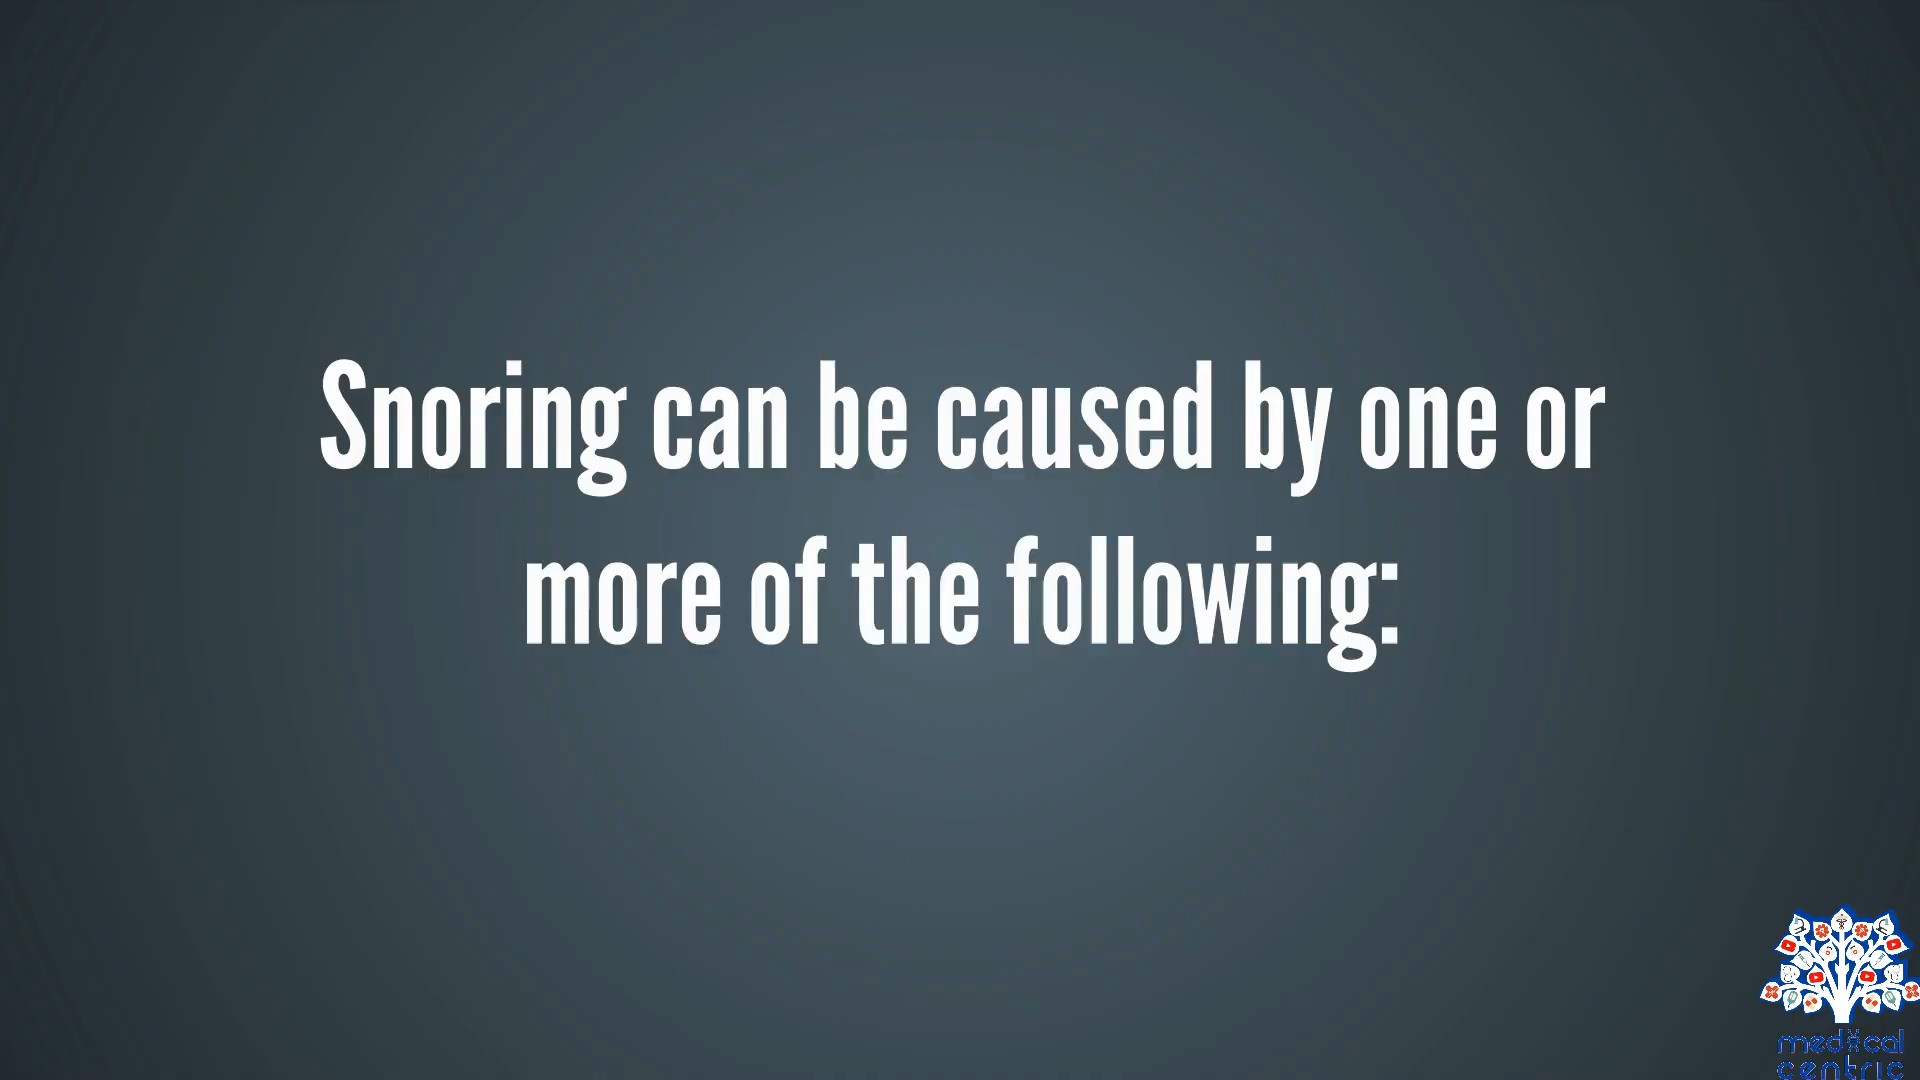 Snoring can be caused by one or
more of the following:
medical
centric